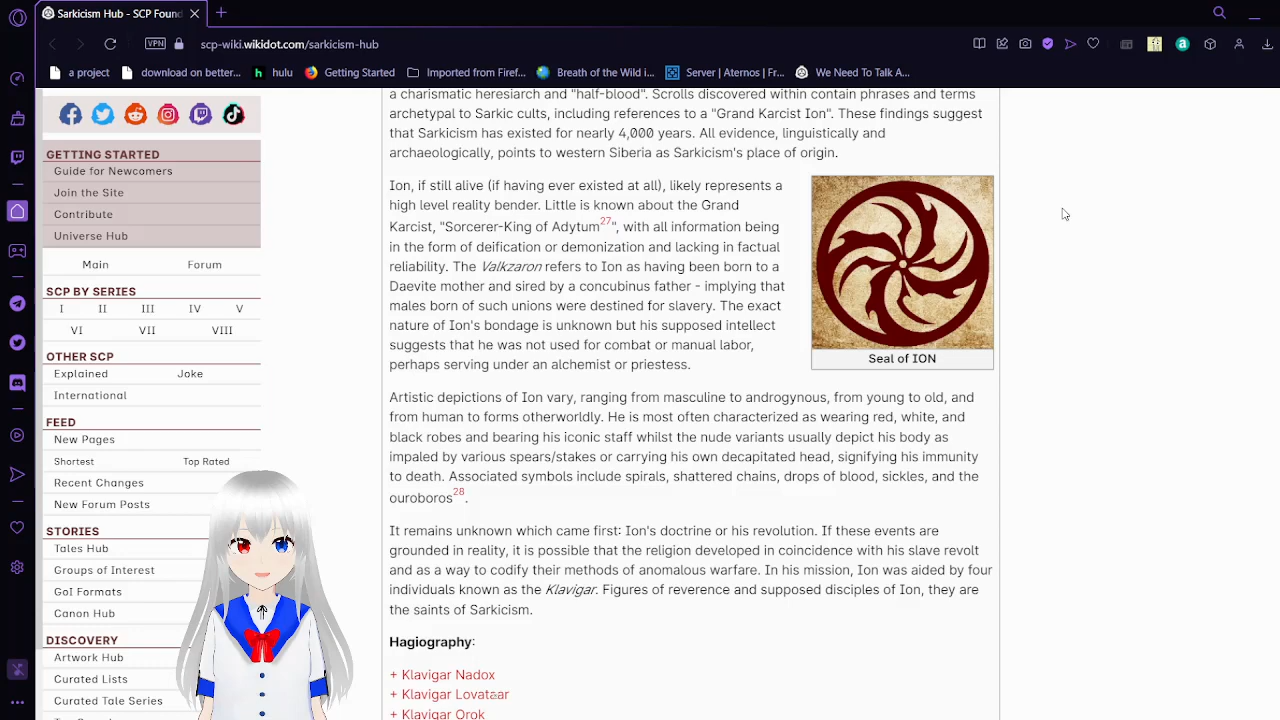 Sarkicism Hub - SCP Found
VPN
scp-wiki.wikidot.com/sarkicism-hub
a project
download on better...
hulu
Getting Started
Imported from Firef...
Breath of the Wild i...
Server | Aternos | Fr...
We Need To Talk A...
GETTING STARTED
Guide for Newcomers
Join the Site
Contribute
Universe Hub
Main Forum
SCP BY SERIES
I II III IV V
VI VII VIII
OTHER SCP
Explained Joke
International
FEED
New Pages
Shortest Top Rated
Recent Changes
New Forum Posts
STORIES
Tales Hub
Groups of Interest
GoI Formats
Canon Hub
DISCOVERY
Artwork Hub
Curated Lists
Curated Tale Series
a charismatic heresiarch and "half-blood". Scrolls discovered within contain phrases and terms
archetypal to Sarkic cults, including references to a "Grand Karcist Ion". These findings suggest
that Sarkicism has existed for nearly 4,000 years. All evidence, linguistically and
archaeologically, points to western Siberia as Sarkicism's place of origin.
Ion, if still alive (if having ever existed at all), likely represents a
high level reality bender. Little is known about the Grand
Karcist, "Sorcerer-King of Adytum27", with all information being
in the form of deification or demonization and lacking in factual
reliability. The Valkzaron refers to Ion as having been born to a
Daevite mother and sired by a concubinus father - implying that
males born of such unions were destined for slavery. The exact
nature of Ion's bondage is unknown but his supposed intellect
suggests that he was not used for combat or manual labor,
perhaps serving under an alchemist or priestess.
Seal of ION
Artistic depictions of Ion vary, ranging from masculine to androgynous, from young to old, and
from human to forms otherworldly. He is most often characterized as wearing red, white, and
black robes and bearing his iconic staff whilst the nude variants usually depict his body as
impaled by various spears/stakes or carrying his own decapitated head, signifying his immunity
to death. Associated symbols include spirals, shattered chains, drops of blood, sickles, and the
ouroboros28.
It remains unknown which came first: Ion's doctrine or his revolution. If these events are
grounded in reality, it is possible that the religion developed in coincidence with his slave revolt
and as a way to codify their methods of anomalous warfare. In his mission, Ion was aided by four
individuals known as the Klavigar. Figures of reverence and supposed disciples of Ion, they are
the saints of Sarkicism.
Hagiography:
+ Klavigar Nadox
+ Klavigar Lovataar
+ Klavigar Orok